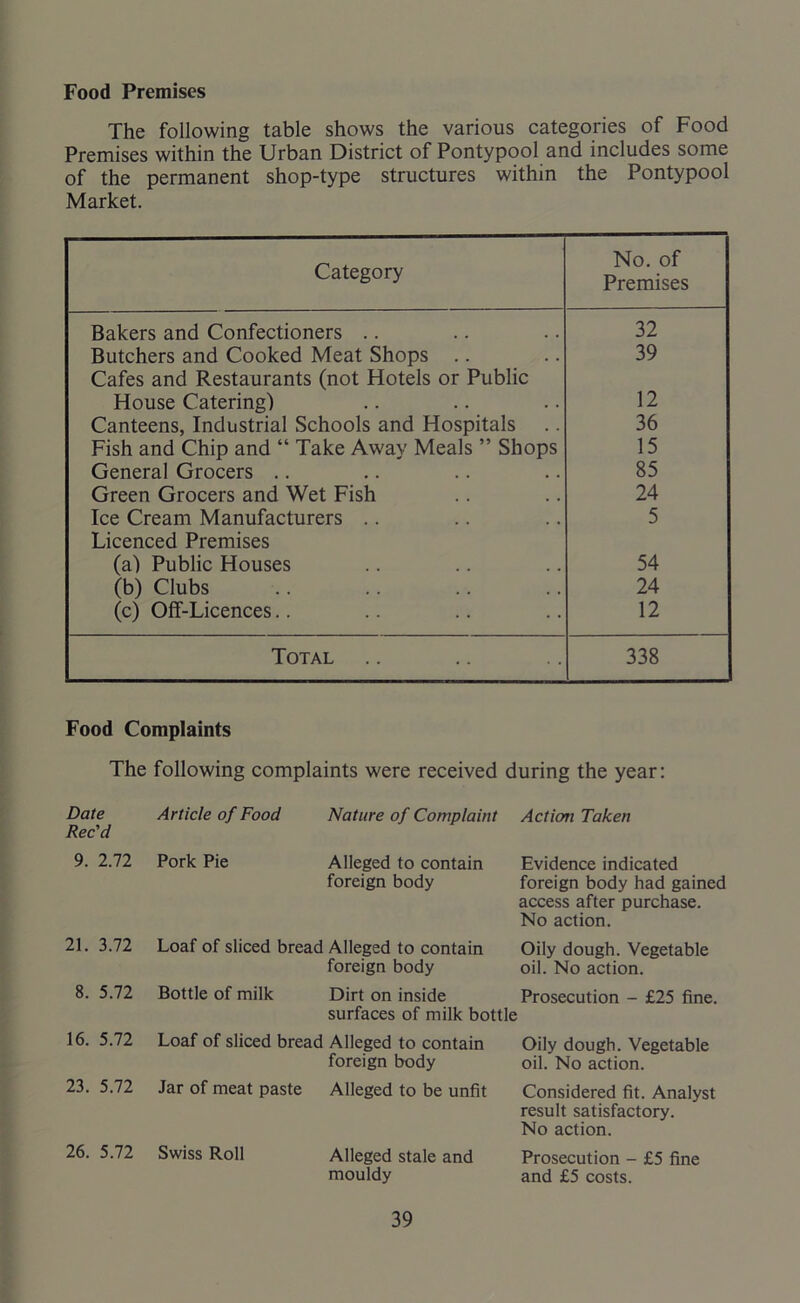 Food Premises
The following table shows the various categories of Food
Premises within the Urban District of Pontypool and includes some
of the permanent shop-type structures within the Pontypool
Market.
Category No. of Premises
Bakers and Confectioners .. .. .. 32
Butchers and Cooked Meat Shops .. .. 39
Cafes and Restaurants (not Hotels or Public
House Catering) .. .. .. 12
Canteens, Industrial Schools and Hospitals .. 36
Fish and Chip and “ Take Away Meals ” Shops 15
General Grocers .. .. .. .. 85
Green Grocers and Wet Fish .. .. 24
Ice Cream Manufacturers .. .. .. 5
Licenced Premises
(a) Public Houses .. .. .. 54
(b) Clubs .. .. .. .. 24
(c) Off-Licences.. .. .. .. 12
Total .. .. .. 338
Food Complaints
The following complaints were received during the year:
Date Article of Food Nature of Complaint Action Taken
Rec'd
9. 2.72 Pork Pie Alleged to contain Evidence indicated
foreign body foreign body had gained
access after purchase.
No action.
21. 3.72 Loaf of sliced bread Alleged to contain Oily dough. Vegetable
foreign body oil. No action.
8. 5.72 Bottle of milk Dirt on inside Prosecution – £25 fine.
surfaces of milk bottle
16. 5.72 Loaf of sliced bread Alleged to contain Oily dough. Vegetable
foreign body oil. No action.
23. 5.72 Jar of meat paste Alleged to be unfit Considered fit. Analyst
result satisfactory.
No action.
26. 5.72 Swiss Roll Alleged stale and Prosecution – £5 fine
mouldy and £5 costs.
39